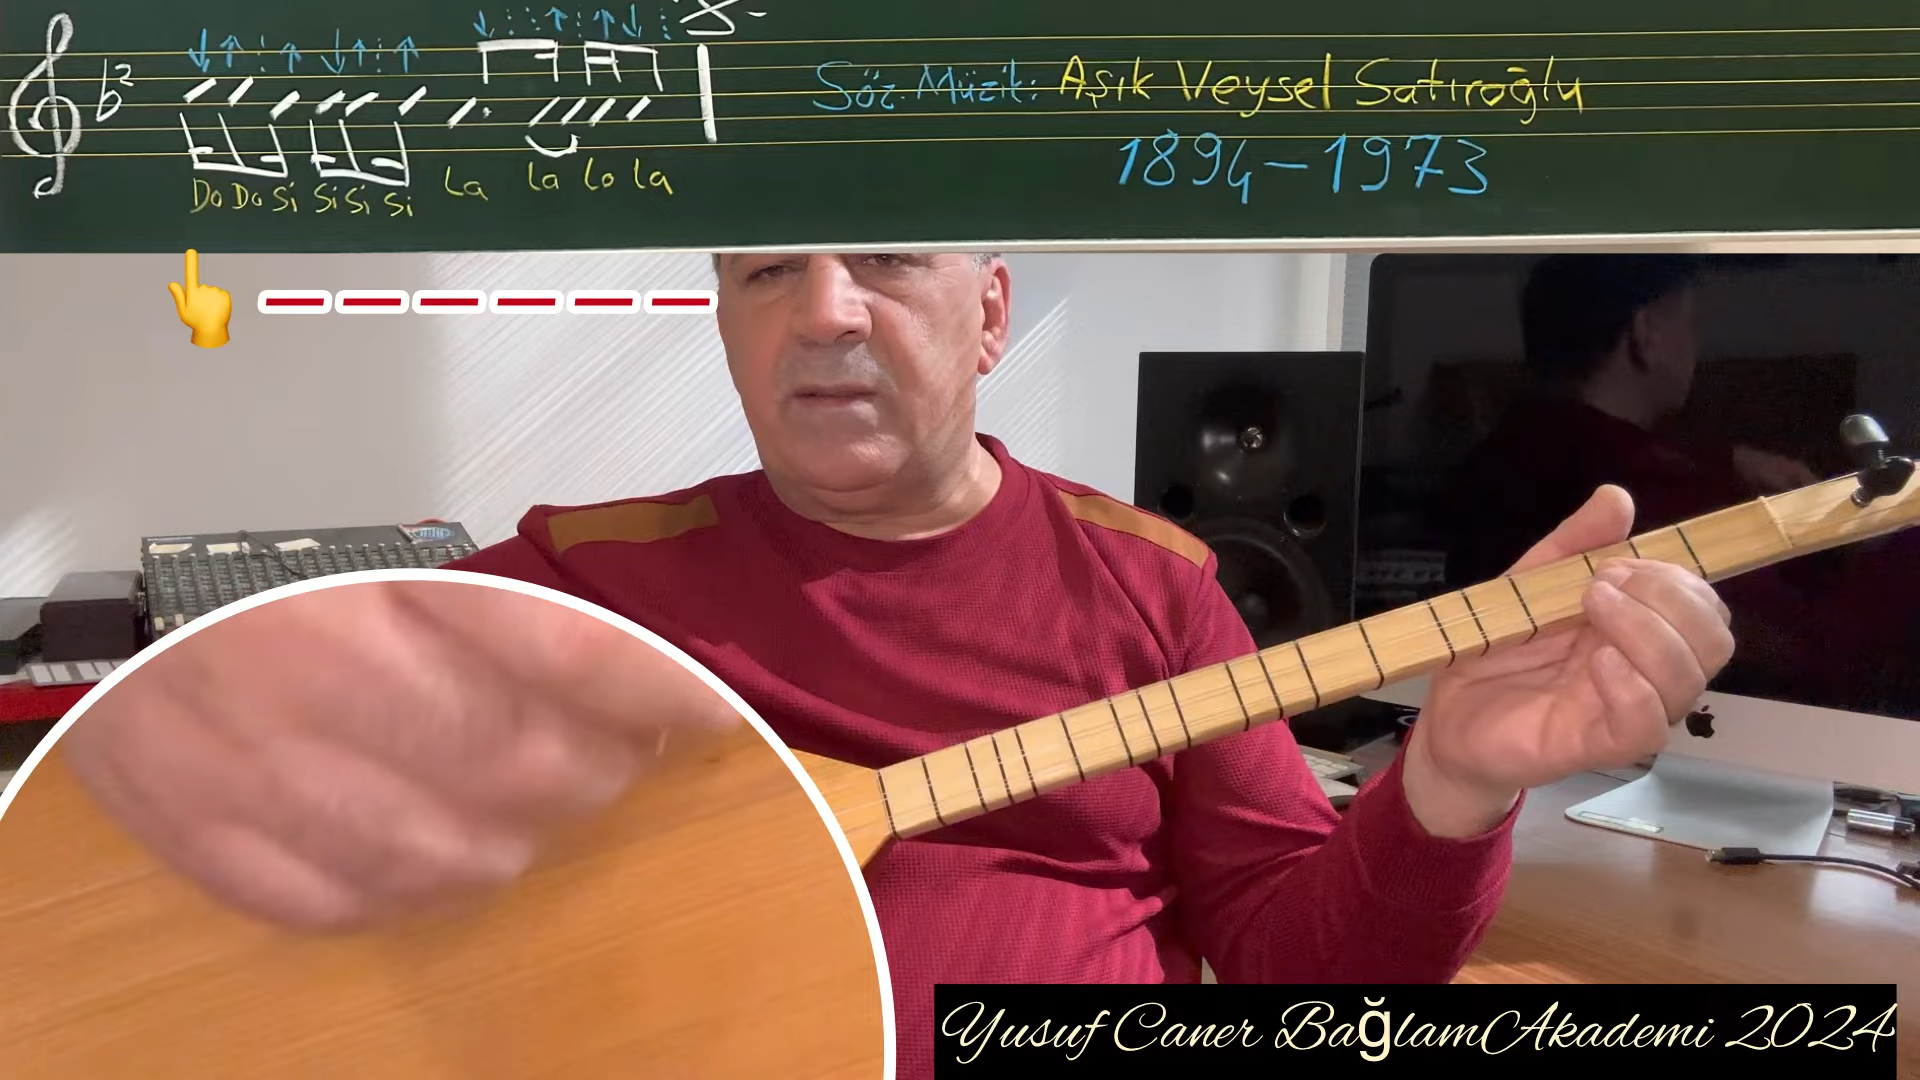 b2
Söz. Müzik: Aşık Veysel Satıroğlu
1894-1973
Do Do Si Si Si Si La La La La
Yusuf Caner BağlamAkademi 2024